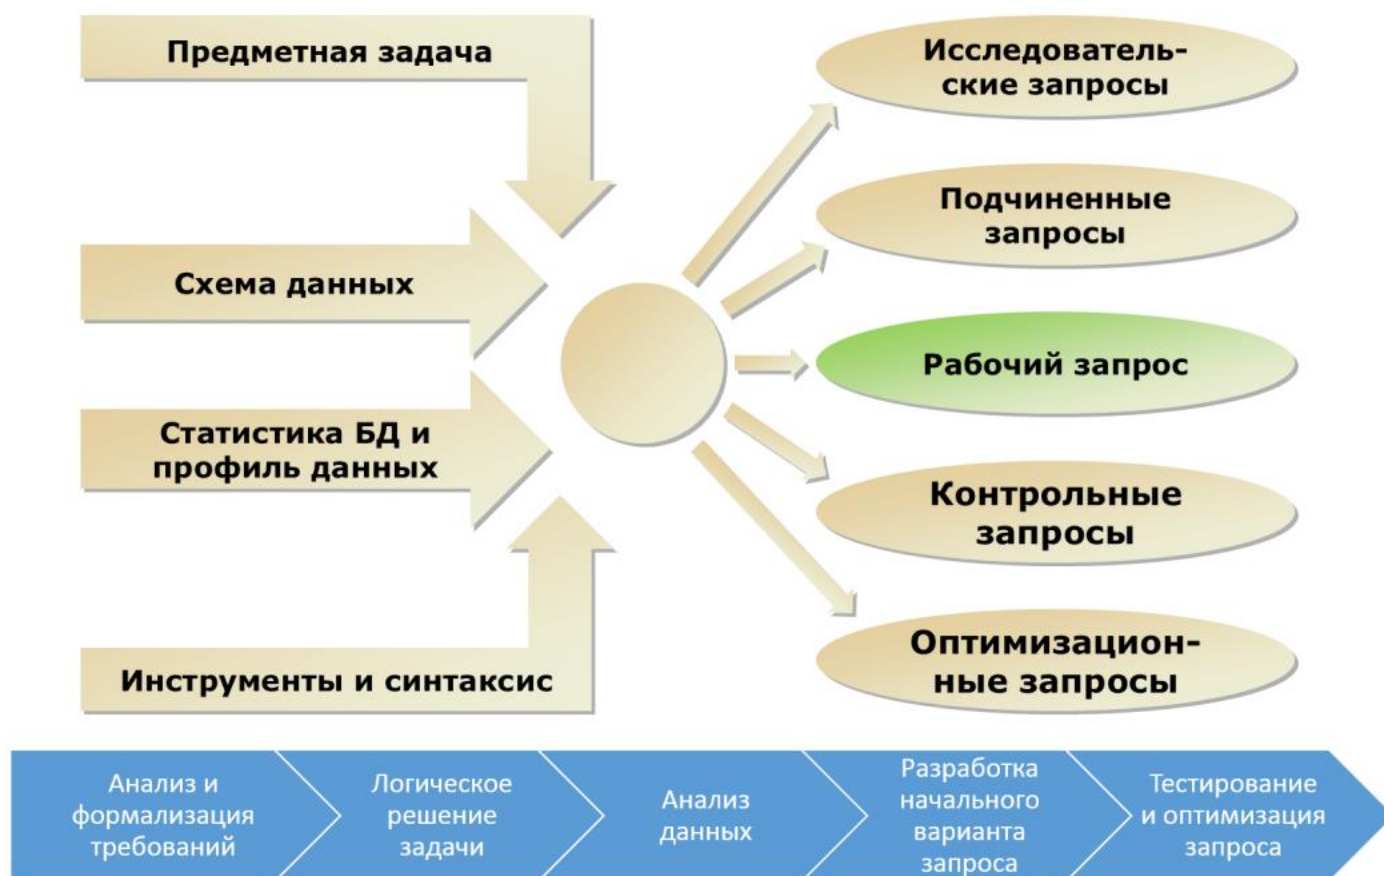 Предметная задача
Схема данных
Статистика БД и
профиль данных
Инструменты и синтаксис
Исследователь-
ские запросы
Подчиненные
запросы
Рабочий запрос
Контрольные
запросы
Оптимизацион-
ные запросы
Анализ и
формализация
требований
Логическое
решение
задачи
Анализ
данных
Разработка
начального
варианта
запроса
Тестирование
и оптимизация
запроса